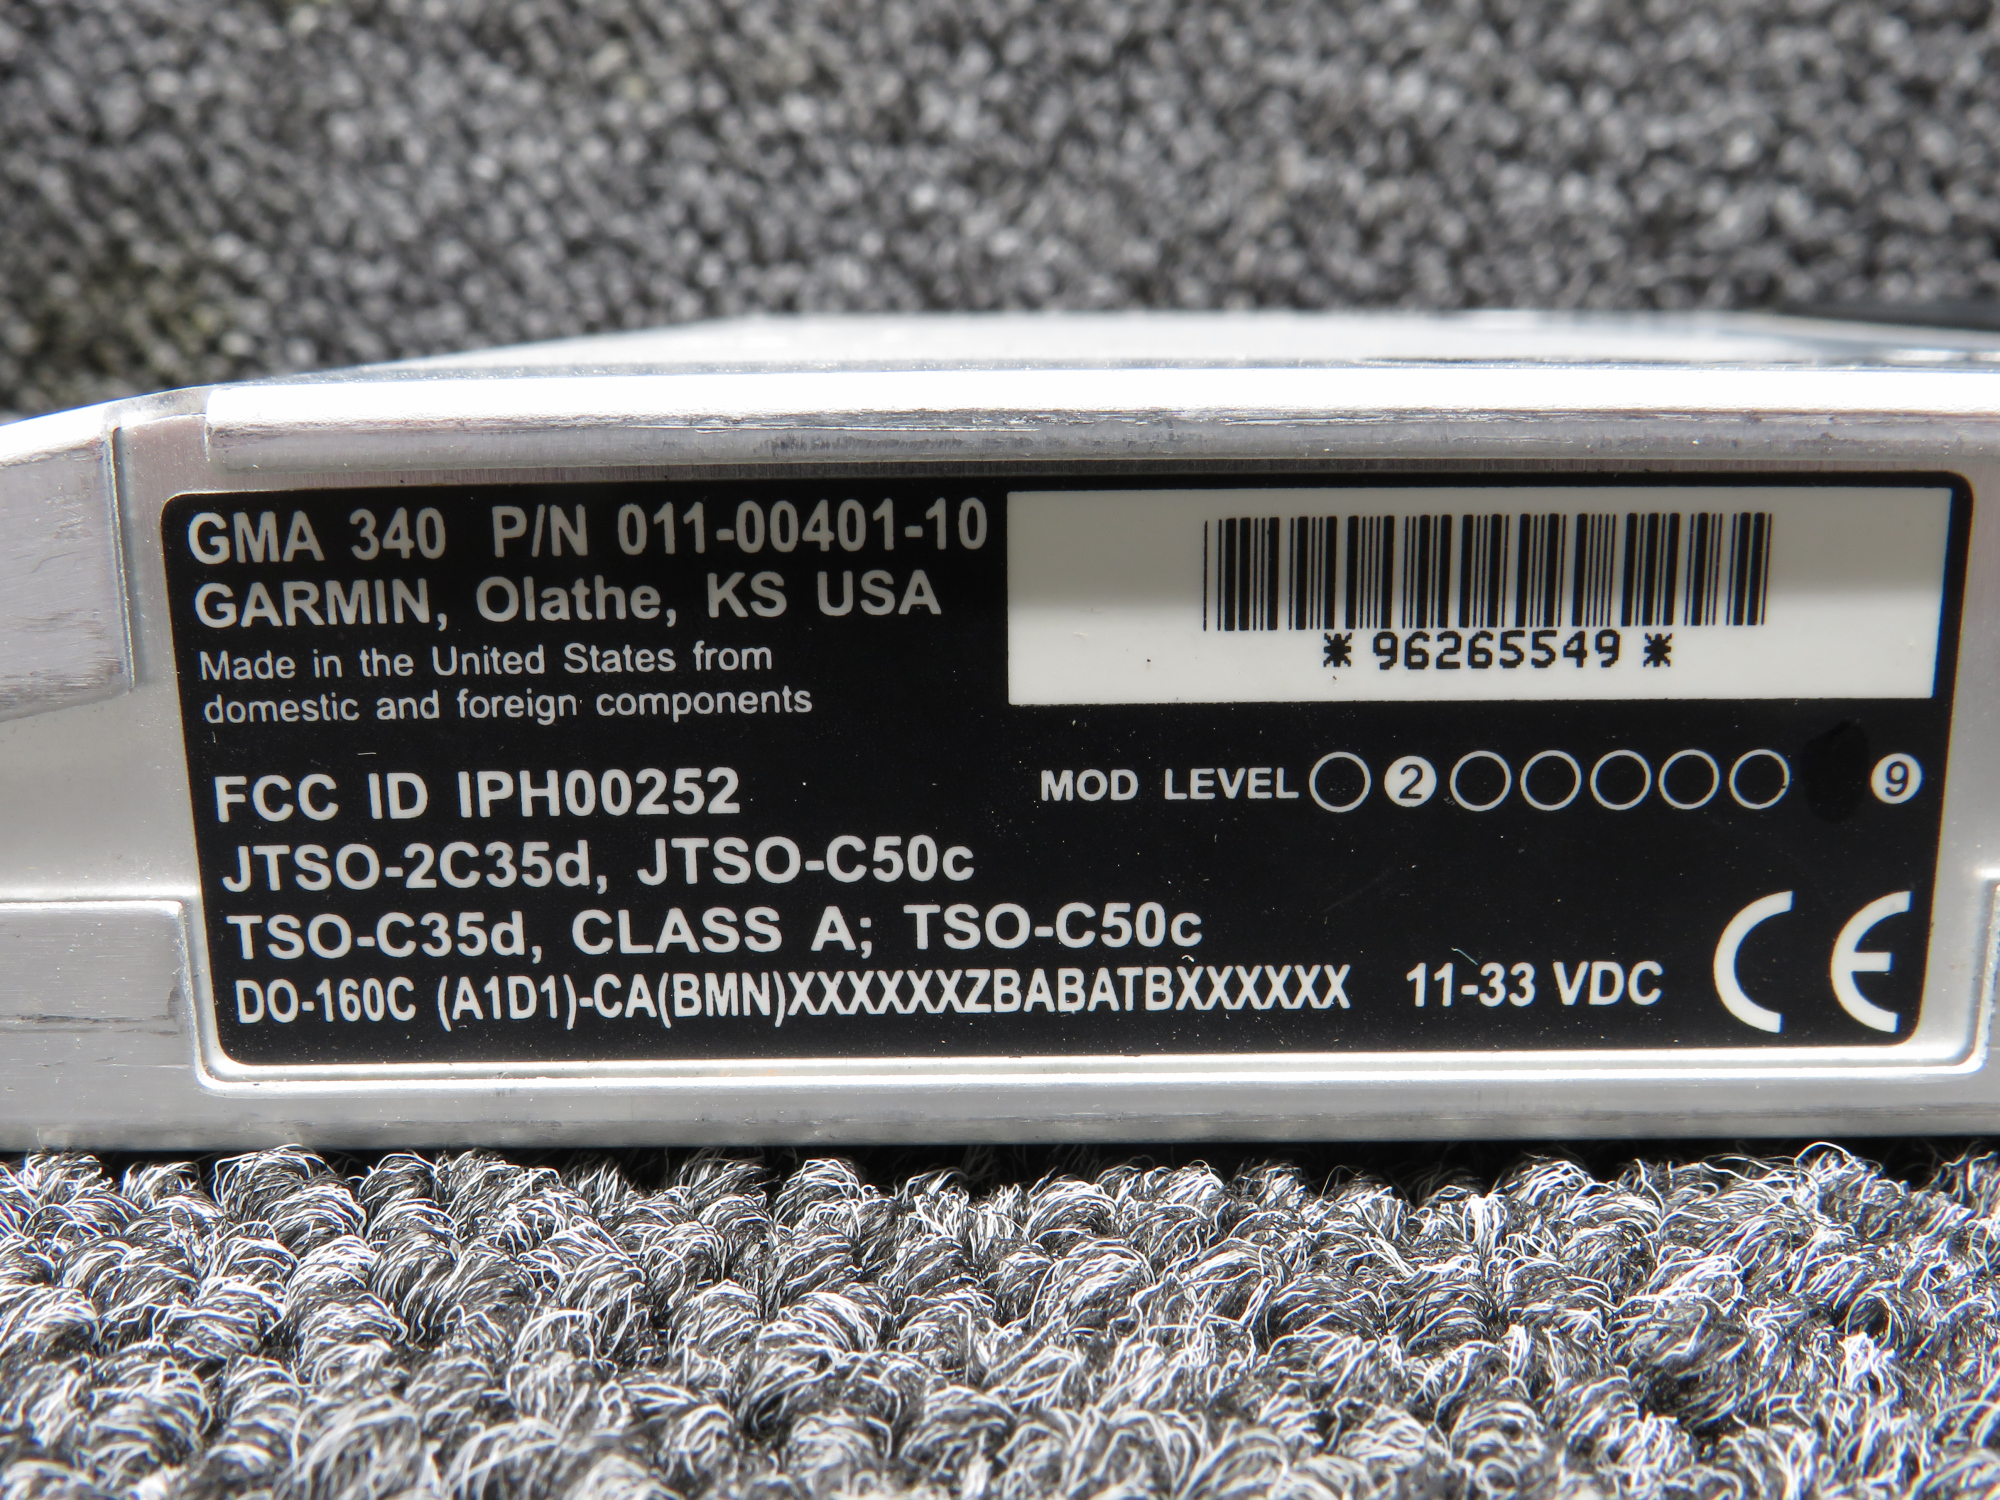 GMA 340 P/N 011-00401-10
GARMIN, Olathe, KS USA
Made in the United States from
domestic and foreign components
*96265549*
FCC ID IPH00252
MOD LEVEL 2 9
JTSO-2C35d, JTSO-C50c
TSO-C35d, CLASS A; TSO-C50c
DO-160C (A1D1)-CA(BMN)XXXXXXZBABATBXXXXXX 11-33 VDC
CE